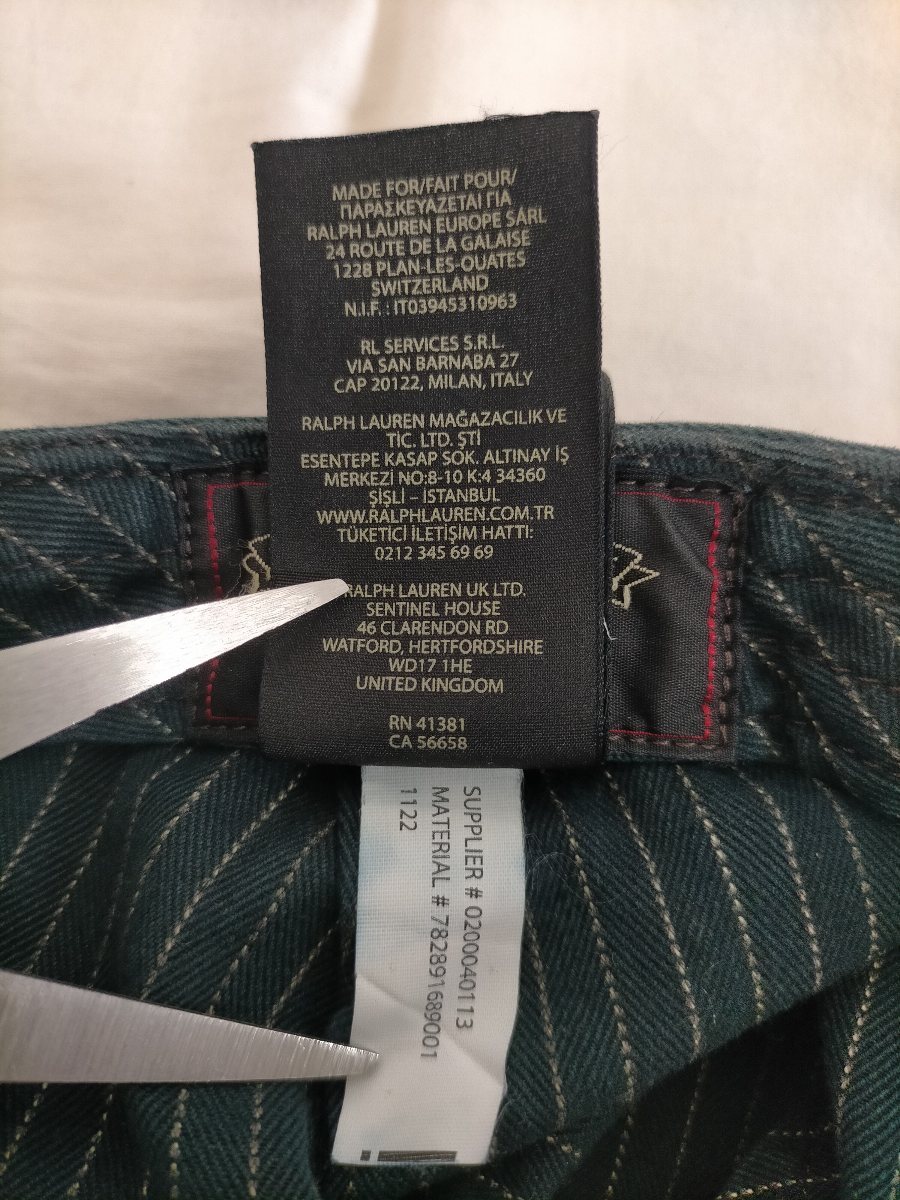 MADE FOR/FAIT POUR/
ΠΑΡΑΣΚΕΥΑΖΕΤΑΙ ΓΙΑ
RALPH LAUREN EUROPE SÀRL
24 ROUTE DE LA GALAISE
1228 PLAN-LES-OUATES
SWITZERLAND
N.I.F. : IT03945310963
RL SERVICES S.R.L.
VIA SAN BARNABA 27
CAP 20122, MILAN, ITALY
RALPH LAUREN MAĞAZACILIK VE
TİC. LTD. ŞTİ
ESENTEPE KASAP SOK. ALTINAY İŞ
MERKEZİ NO:8-10 K:4 34360
ŞİSLİ – İSTANBUL
WWW.RALPHLAUREN.COM.TR
TÜKETİCİ İLETİŞİM HATTI:
0212 345 69 69
RALPH LAUREN UK LTD.
SENTINEL HOUSE
46 CLARENDON RD
WATFORD, HERTFORDSHIRE
WD17 1HE
UNITED KINGDOM
RN 41381
CA 56658
SUPPLIER # 0200040113
MATERIAL # 782891689001
1122